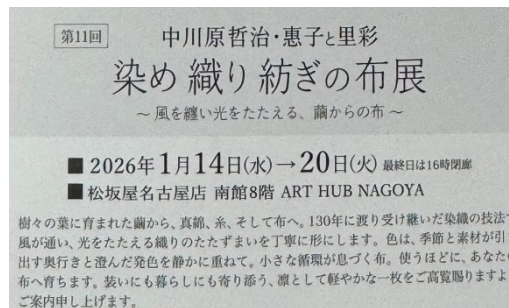 第11回
中川原哲治・恵子と里彩
染め 織り 紡ぎの布展
～ 風を纏い光をたたえる、繭からの布 ～
■ 2026年1月14日(水)→20日(火) 最終日は16時閉廊
■ 松坂屋名古屋店 南館8階 ART HUB NAGOYA
樹々の葉に育まれた繭から、真綿、糸、そして布へ。130年に渡り受け継いだ染織の技法で
風が通い、光をたたえる織りのたたずまいを丁寧に形にします。色は、季節と素材が引
出す奥行きと澄んだ発色を静かに重ねて。小さな循環が息づく布。使うほどに、あなた
布へ育ちます。装いにも暮らしにも寄り添う、凛として軽やかな一枚をご高覧賜りますよ
ご案内申し上げます。